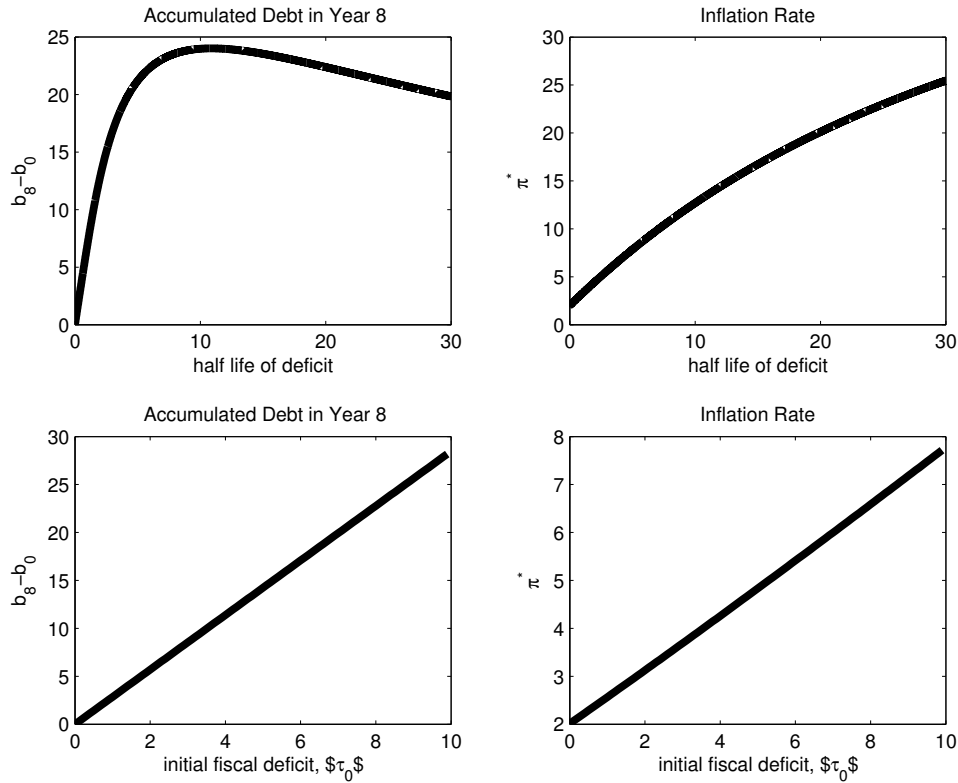 Accumulated Debt in Year 8
25
20
15
10
5
0
b8−b0
0 10 20 30
half life of deficit
Inflation Rate
30
25
20
15
10
5
0
π*
0 10 20 30
half life of deficit
Accumulated Debt in Year 8
30
25
20
15
10
5
0
b8−b0
0 2 4 6 8 10
initial fiscal deficit, $τ0$
Inflation Rate
8
7
6
5
4
3
2
π*
0 2 4 6 8 10
initial fiscal deficit, $τ0$